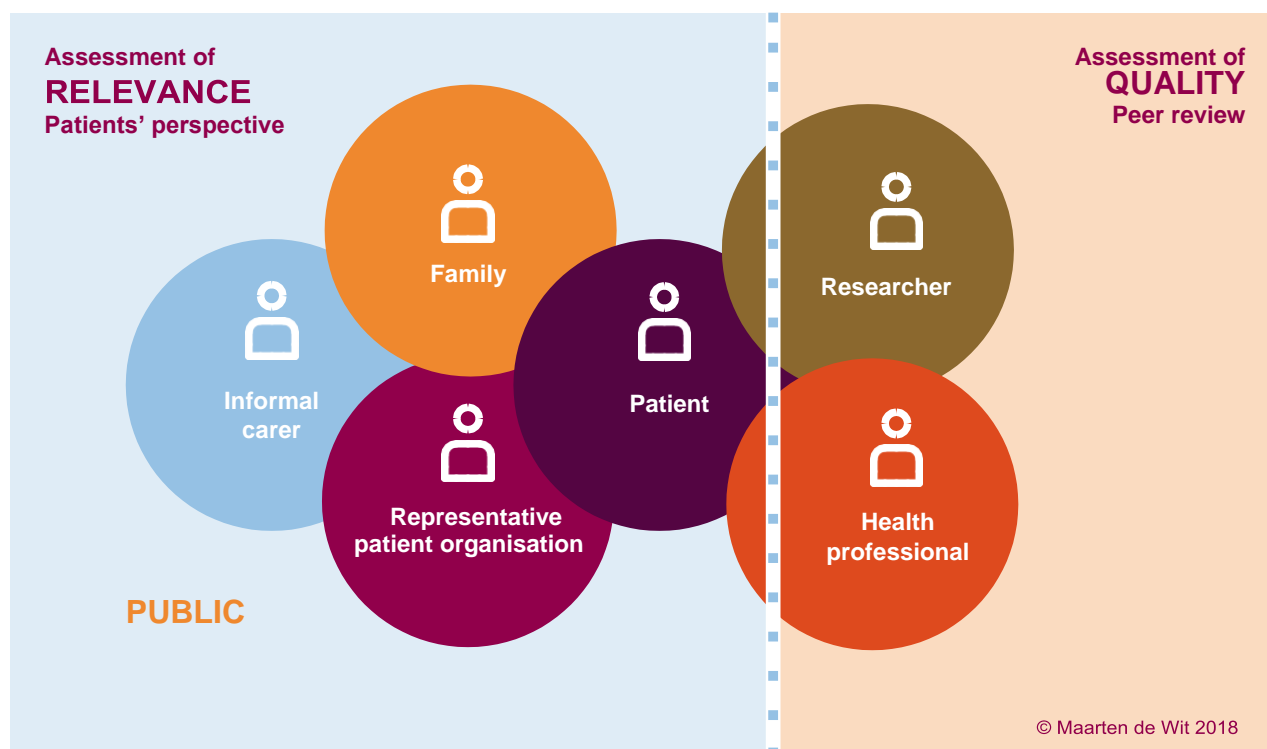 Assessment of
RELEVANCE
Patients’ perspective
Assessment of
QUALITY
Peer review
Family
Researcher
Informal
carer
Patient
Representative
patient organisation
Health
professional
PUBLIC
© Maarten de Wit 2018